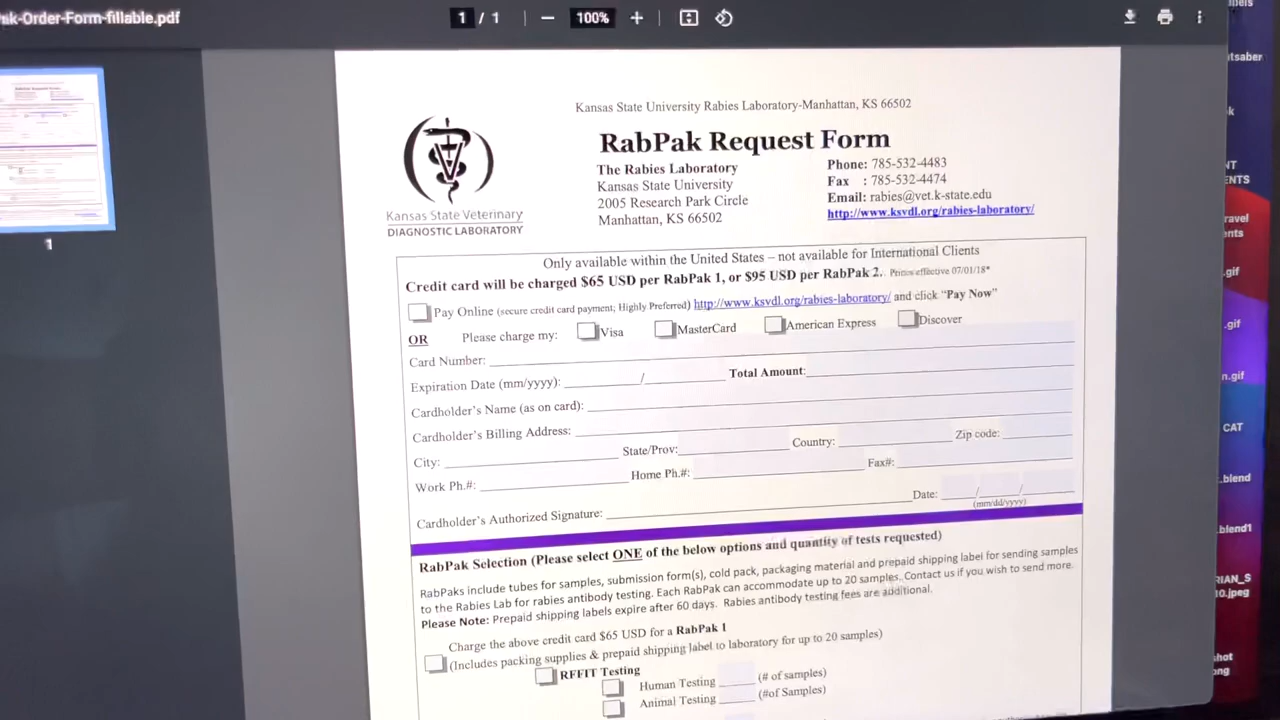 -Order-Form-fillable.pdf
1 / 1
100%
1
Kansas State University Rabies Laboratory-Manhattan, KS 66502
RabPak Request Form
Kansas State Veterinary
DIAGNOSTIC LABORATORY
The Rabies Laboratory
Kansas State University
2005 Research Park Circle
Manhattan, KS 66502
Phone: 785-532-4483
Fax : 785-532-4474
Email: rabies@vet.k-state.edu
http://www.ksvdl.org/rabies-laboratory/
Only available within the United States – not available for International Clients
Credit card will be charged $65 USD per RabPak 1, or $95 USD per RabPak 2. Prices effective 07/01/18*
Pay Online (secure credit card payment; Highly Preferred) http://www.ksvdl.org/rabies-laboratory/ and click “Pay Now”
OR Please charge my: Visa MasterCard American Express Discover
Card Number:
Expiration Date (mm/yyyy): / Total Amount:
Cardholder's Name (as on card):
Cardholder's Billing Address:
City: State/Prov: Country: Zip code:
Work Ph.#: Home Ph.#: Fax#:
Cardholder's Authorized Signature: Date: / /
(mm/dd/yyyy)
RabPak Selection (Please select ONE of the below options and quantity of tests requested)
RabPaks include tubes for samples, submission form(s), cold pack, packaging material and prepaid shipping label for sending samples
to the Rabies Lab for rabies antibody testing. Each RabPak can accommodate up to 20 samples. Contact us if you wish to send more.
Please Note: Prepaid shipping labels expire after 60 days. Rabies antibody testing fees are additional.
Charge the above credit card $65 USD for a RabPak 1
(Includes packing supplies & prepaid shipping label to laboratory for up to 20 samples)
RFFIT Testing
Human Testing (# of samples)
Animal Testing (#of Samples)
.gif
.gif
n.gif
CAT
.blend
.blend1
RIAN_S
0.jpeg